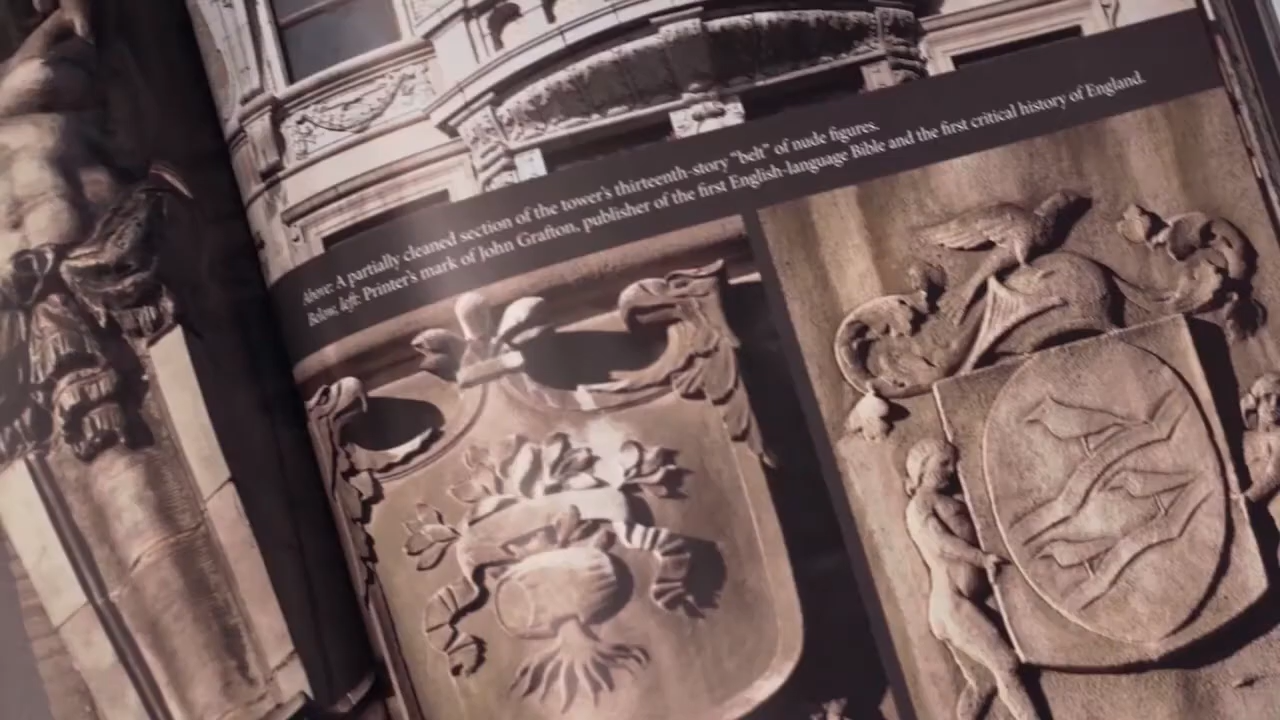 Above: A partially cleaned section of the tower's thirteenth-story "belt" of nude figures.
Below, left: Printer's mark of John Grafton, publisher of the first English-language Bible and the first critical history of England.